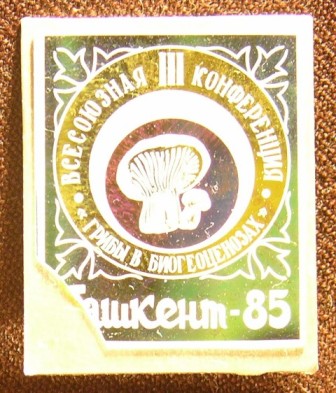 ВСЕСОЮЗНАЯ III КОНФЕРЕНЦИЯ
ГРИБЫ В БИОГЕОЦЕНОЗАХ
Ташкент-85